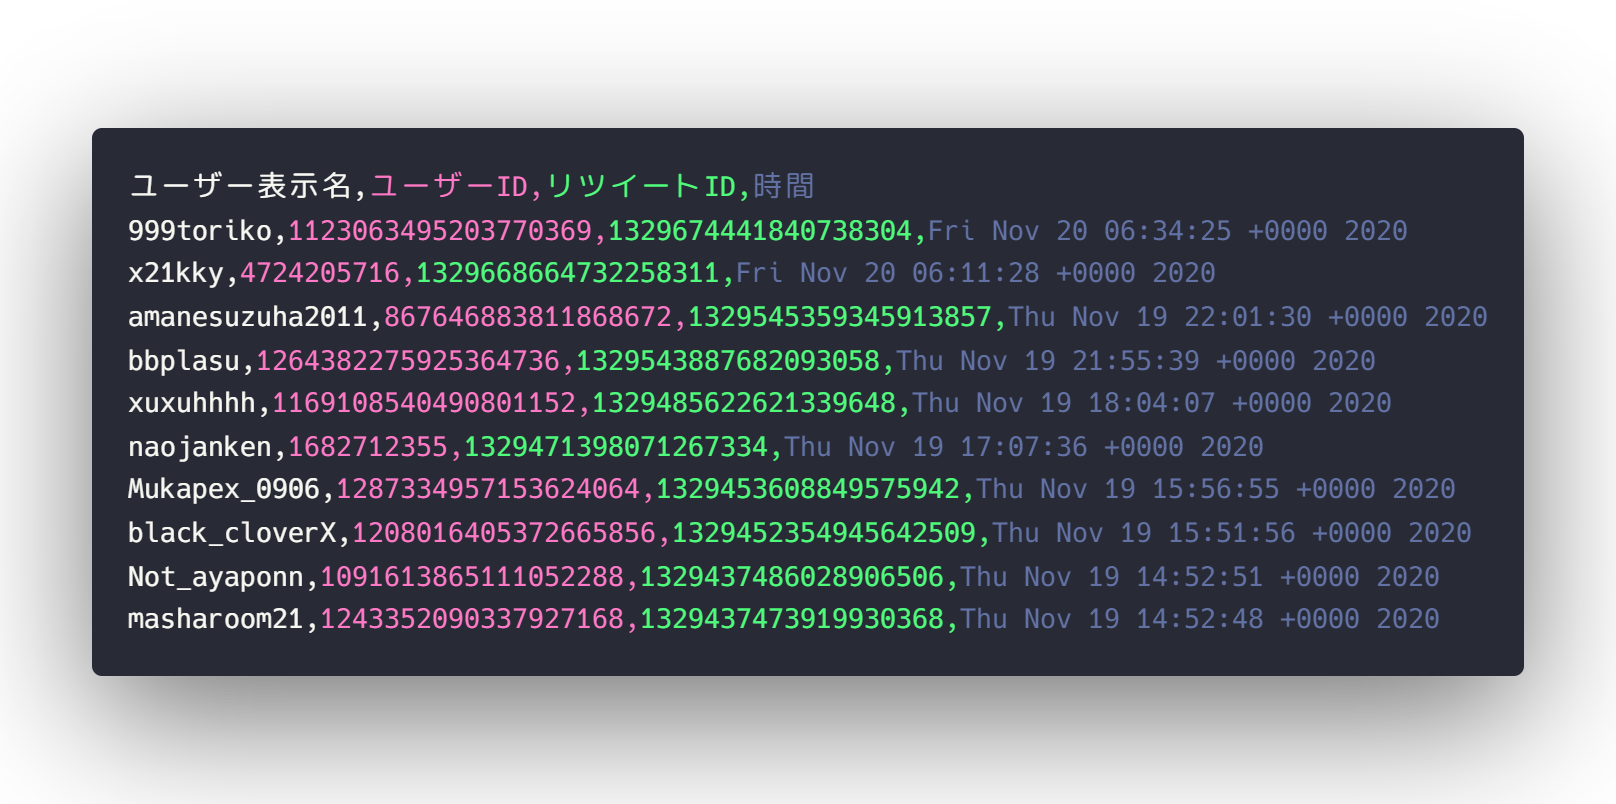 ユーザー表示名,ユーザーID,リツイートID,時間
999toriko,1123063495203770369,1329674441840738304,Fri Nov 20 06:34:25 +0000 2020
x21kky,4724205716,1329668664732258311,Fri Nov 20 06:11:28 +0000 2020
amanesuzuha2011,867646883811868672,1329545359345913857,Thu Nov 19 22:01:30 +0000 2020
bbplasu,1264382275925364736,1329543887682093058,Thu Nov 19 21:55:39 +0000 2020
xuxuhhhh,1169108540490801152,1329485622621339648,Thu Nov 19 18:04:07 +0000 2020
naojanken,1682712355,1329471398071267334,Thu Nov 19 17:07:36 +0000 2020
Mukapex_0906,1287334957153624064,1329453608849575942,Thu Nov 19 15:56:55 +0000 2020
black_cloverX,1208016405372665856,1329452354945642509,Thu Nov 19 15:51:56 +0000 2020
Not_ayaponn,1091613865111052288,1329437486028906506,Thu Nov 19 14:52:51 +0000 2020
masharoom21,1243352090337927168,1329437473919930368,Thu Nov 19 14:52:48 +0000 2020